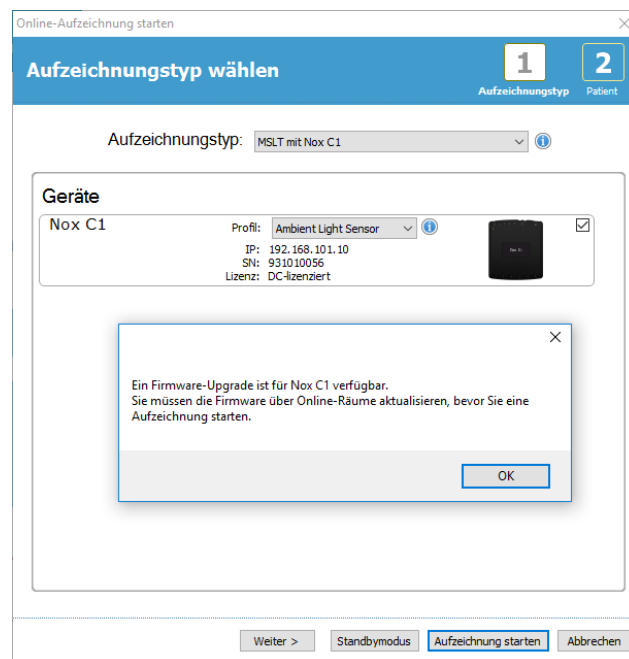 Online-Aufzeichnung starten
Aufzeichnungstyp wählen
1
Aufzeichnungstyp
2
Patient
Aufzeichnungstyp:
MSLT mit Nox C1
Geräte
Nox C1
Profil:
Ambient Light Sensor
IP: 192.168.101.10
SN: 931010056
Lizenz: DC-lizenziert
Nox C1
Ein Firmware-Upgrade ist für Nox C1 verfügbar.
Sie müssen die Firmware über Online-Räume aktualisieren, bevor Sie eine
Aufzeichnung starten.
OK
Weiter >
Standbymodus
Aufzeichnung starten
Abbrechen